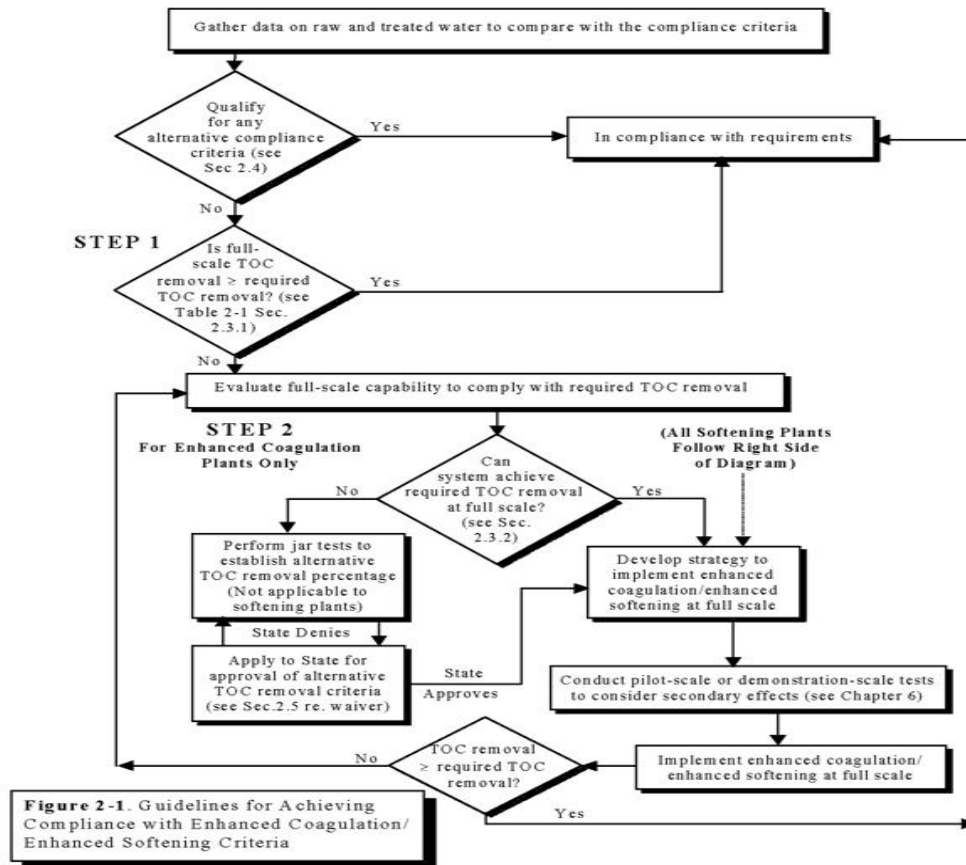 Gather data on raw and treated water to compare with the compliance criteria
Qualify
for any
alternative compliance
criteria (see
Sec 2.4)
Yes
In compliance with requirements
No
STEP 1
Is full-
scale TOC
removal ≥ required
TOC removal? (see
Table 2-1 Sec.
2.3.1)
Yes
No
Evaluate full-scale capability to comply with required TOC removal
STEP 2
For Enhanced Coagulation
Plants Only
(All Softening Plants
Follow Right Side
of Diagram)
Can
system achieve
required TOC removal
at full scale?
(see Sec.
2.3.2)
No
Yes
Perform jar tests to
establish alternative
TOC removal percentage
(Not applicable to
softening plants)
Develop strategy to
implement enhanced
coagulation/enhanced
softening at full scale
State Denies
Apply to State for
approval of alternative
TOC removal criteria
(see Sec.2.5 re. waiver)
State
Approves
Conduct pilot-scale or demonstration-scale tests
to consider secondary effects (see Chapter 6)
Implement enhanced coagulation/
enhanced softening at full scale
TOC removal
≥ required TOC
removal?
No
Yes
Figure 2-1. Guidelines for Achieving
Compliance with Enhanced Coagulation/
Enhanced Softening Criteria